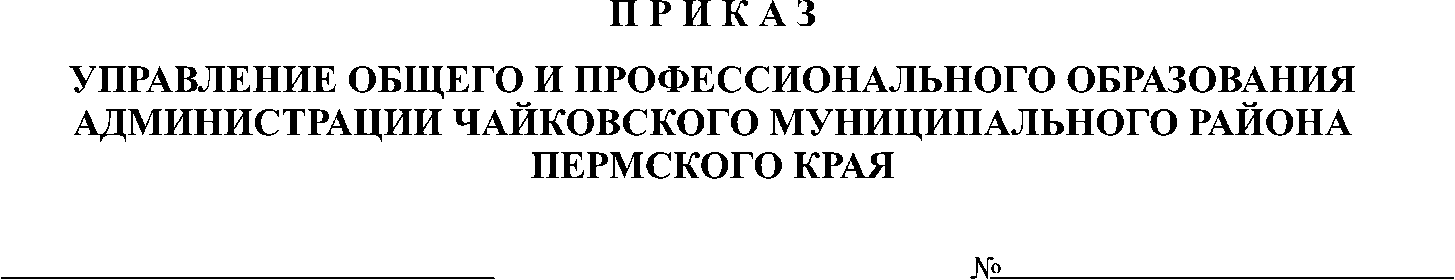 П Р И К А З
УПРАВЛЕНИЕ ОБЩЕГО И ПРОФЕССИОНАЛЬНОГО ОБРАЗОВАНИЯ
АДМИНИСТРАЦИИ ЧАЙКОВСКОГО МУНИЦИПАЛЬНОГО РАЙОНА
ПЕРМСКОГО КРАЯ
№